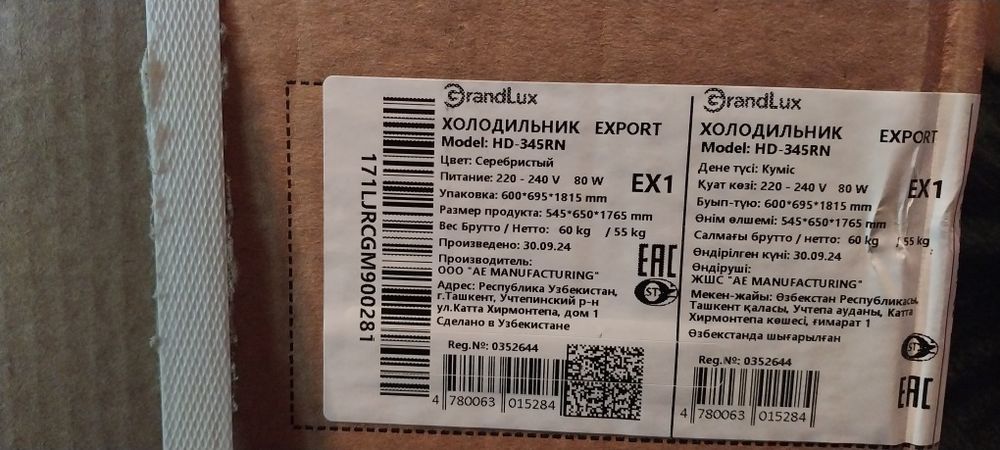 171LJRCGM900281
GrandLux
ХОЛОДИЛЬНИК EXPORT
Model: HD-345RN
Цвет: Серебристый
Питание: 220 - 240 V 80 W
EX1
Упаковка: 600*695*1815 mm
Размер продукта: 545*650*1765 mm
Вес Брутто / Нетто: 60 kg / 55 kg
Произведено: 30.09.24
Производитель:
ООО "AE MANUFACTURING"
Адрес: Республика Узбекистан,
г.Ташкент, Учтепинский р-н
ул.Катта Хирмонтепа, дом 1
Сделано в Узбекистане
EAC
ST
Reg.№: 0352644
4 780063 015284
GrandLux
ХОЛОДИЛЬНИК EXPORT
Model: HD-345RN
Дене түсі: Күміс
Қуат көзі: 220 - 240 V 80 W
EX1
Буып-түю: 600*695*1815 mm
Өнім өлшемі: 545*650*1765 mm
Салмағы брутто / нетто: 60 kg / 55 kg
Өндірілген күні: 30.09.24
Өндіруші:
ЖШС "AE MANUFACTURING"
Мекен-жайы: Өзбекстан Республикасы,
Ташкент қаласы, Учтепа ауданы, Катта
Хирмонтепа көшесі, ғимарат 1
Өзбекстанда шығарылған
ST
EAC
Reg.№: 0352644
4 780063 015284